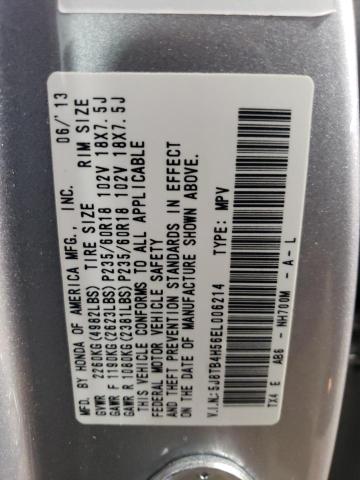 MFD. BY HONDA OF AMERICA MFG., INC. 06/'13
TIRE SIZE RIM SIZE
GVWR 2260KG(4982LBS)
GAWR F 1190KG(2623LBS)P235/60R18 102V 18X7.5J
GAWR R 1080KG(2381LBS)P235/60R18 102V 18X7.5J
THIS VEHICLE CONFORMS TO ALL APPLICABLE
FEDERAL MOTOR VEHICLE SAFETY
AND THEFT PREVENTION STANDARDS IN EFFECT
ON THE DATE OF MANUFACTURE SHOWN ABOVE.
V.I.N.:5J8TB4H56EL006214 TYPE: MPV
TX4 E AB6 - NH700M - A - L